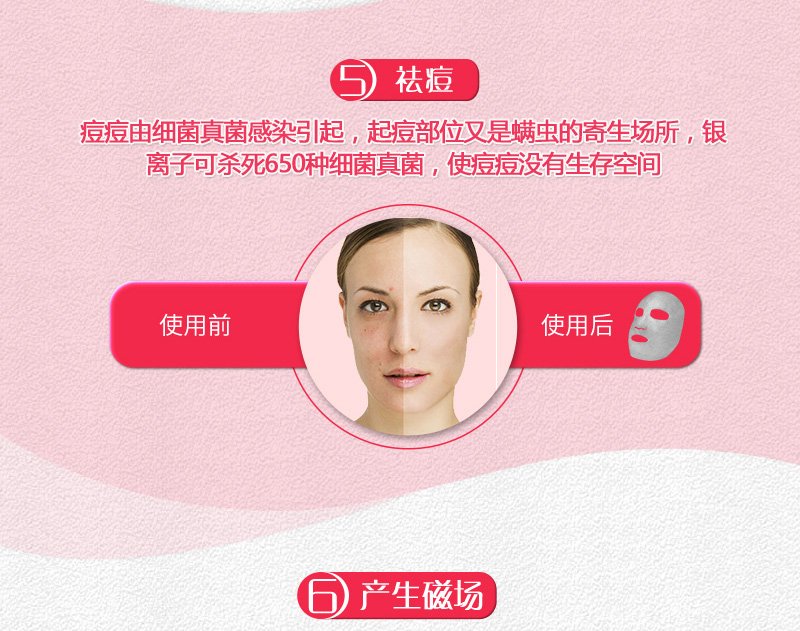 5 祛痘
痘痘由细菌真菌感染引起，起痘部位又是螨虫的寄生场所，银
离子可杀死650种细菌真菌，使痘痘没有生存空间
使用前
使用后
6 产生磁场